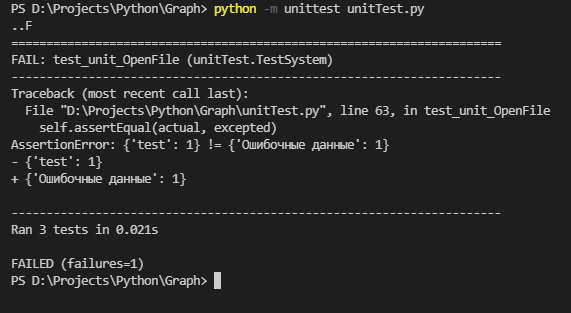 PS D:\Projects\Python\Graph> python -m unittest unitTest.py
..F
======================================================================
FAIL: test_unit_OpenFile (unitTest.TestSystem)
----------------------------------------------------------------------
Traceback (most recent call last):
  File "D:\Projects\Python\Graph\unitTest.py", line 63, in test_unit_OpenFile
    self.assertEqual(actual, excepted)
AssertionError: {'test': 1} != {'Ошибочные данные': 1}
- {'test': 1}
+ {'Ошибочные данные': 1}

----------------------------------------------------------------------
Ran 3 tests in 0.021s

FAILED (failures=1)
PS D:\Projects\Python\Graph>